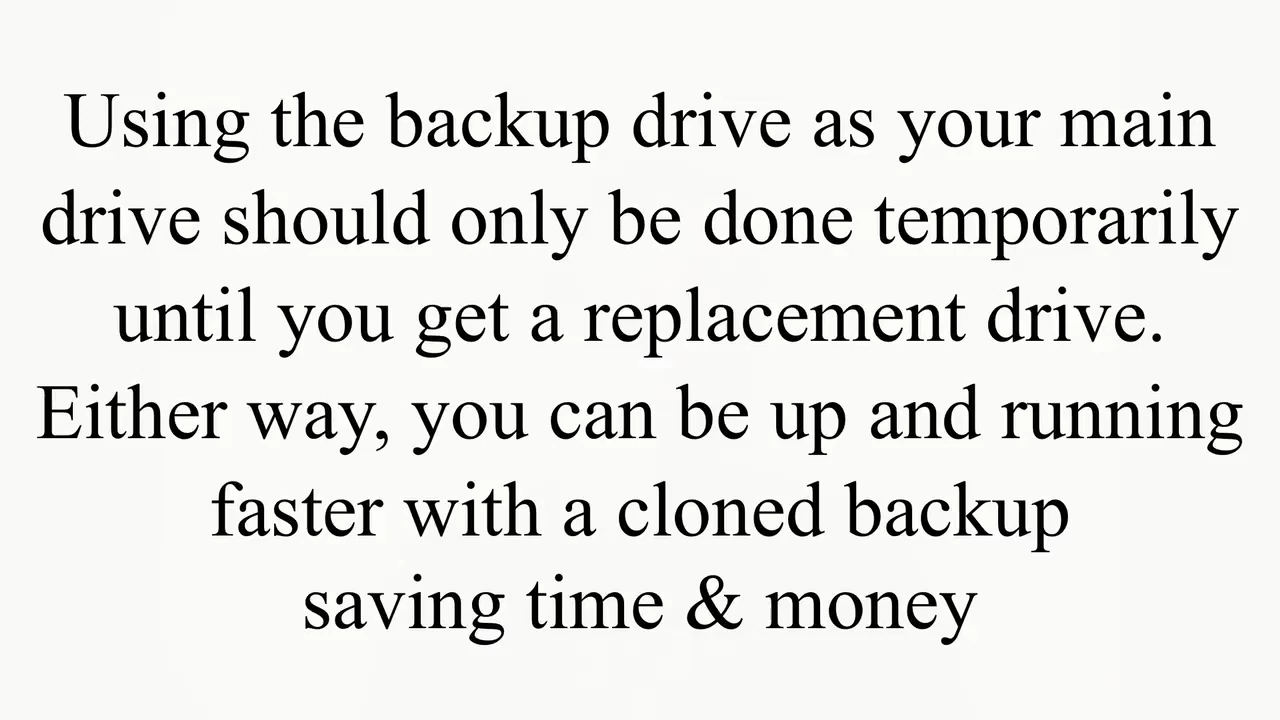 Using the backup drive as your main
drive should only be done temporarily
until you get a replacement drive.
Either way, you can be up and running
faster with a cloned backup
saving time & money